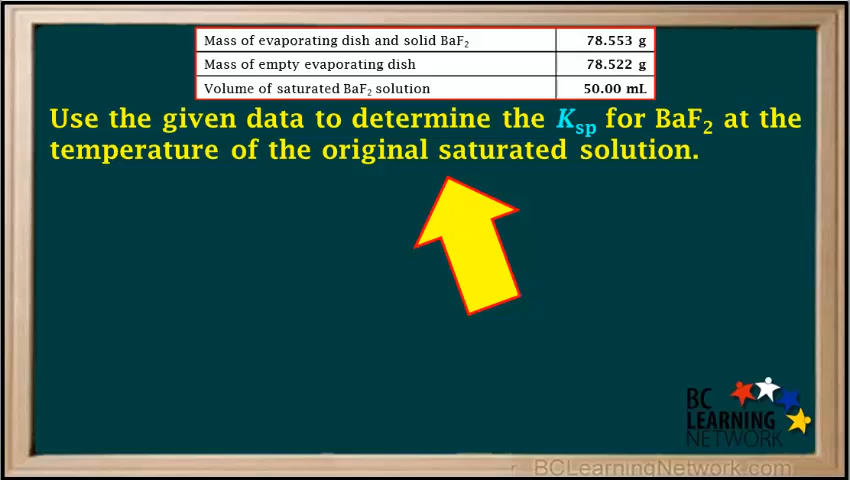 Mass of evaporating dish and solid BaF₂ 78.553 g
Mass of empty evaporating dish 78.522 g
Volume of saturated BaF₂ solution 50.00 mL
Use the given data to determine the Ksp for BaF₂ at the
temperature of the original saturated solution.
BC
LEARNING
NETWORK
BCLearningNetwork.com